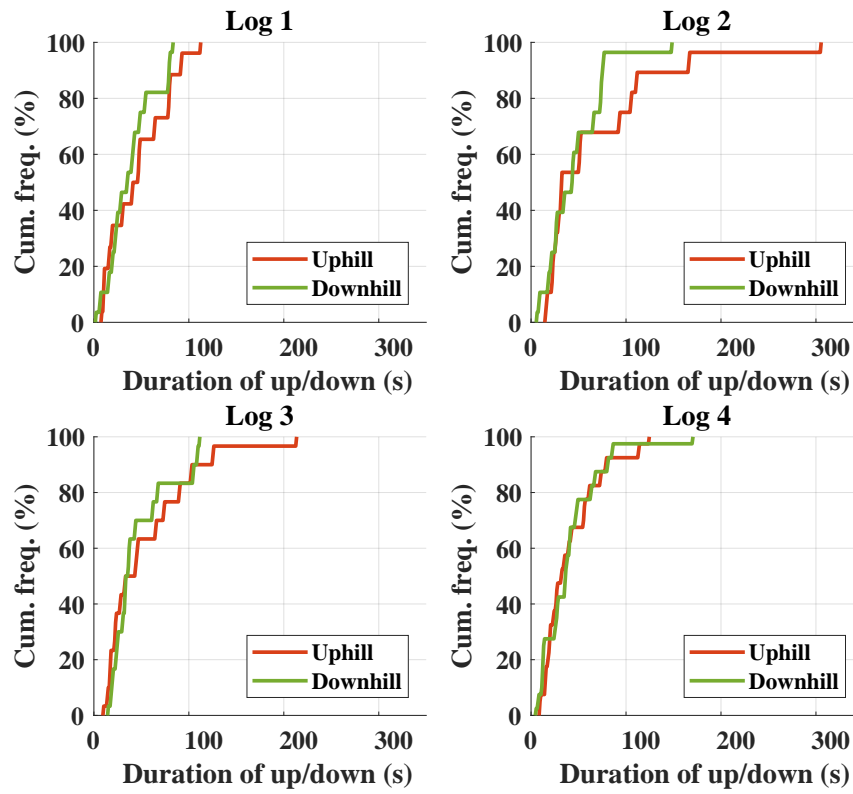 Log 1
100
80
60
40
20
0
Cum. freq. (%)
Uphill
Downhill
0 100 200 300
Duration of up/down (s)
Log 2
100
80
60
40
20
0
Cum. freq. (%)
Uphill
Downhill
0 100 200 300
Duration of up/down (s)
Log 3
100
80
60
40
20
0
Cum. freq. (%)
Uphill
Downhill
0 100 200 300
Duration of up/down (s)
Log 4
100
80
60
40
20
0
Cum. freq. (%)
Uphill
Downhill
0 100 200 300
Duration of up/down (s)